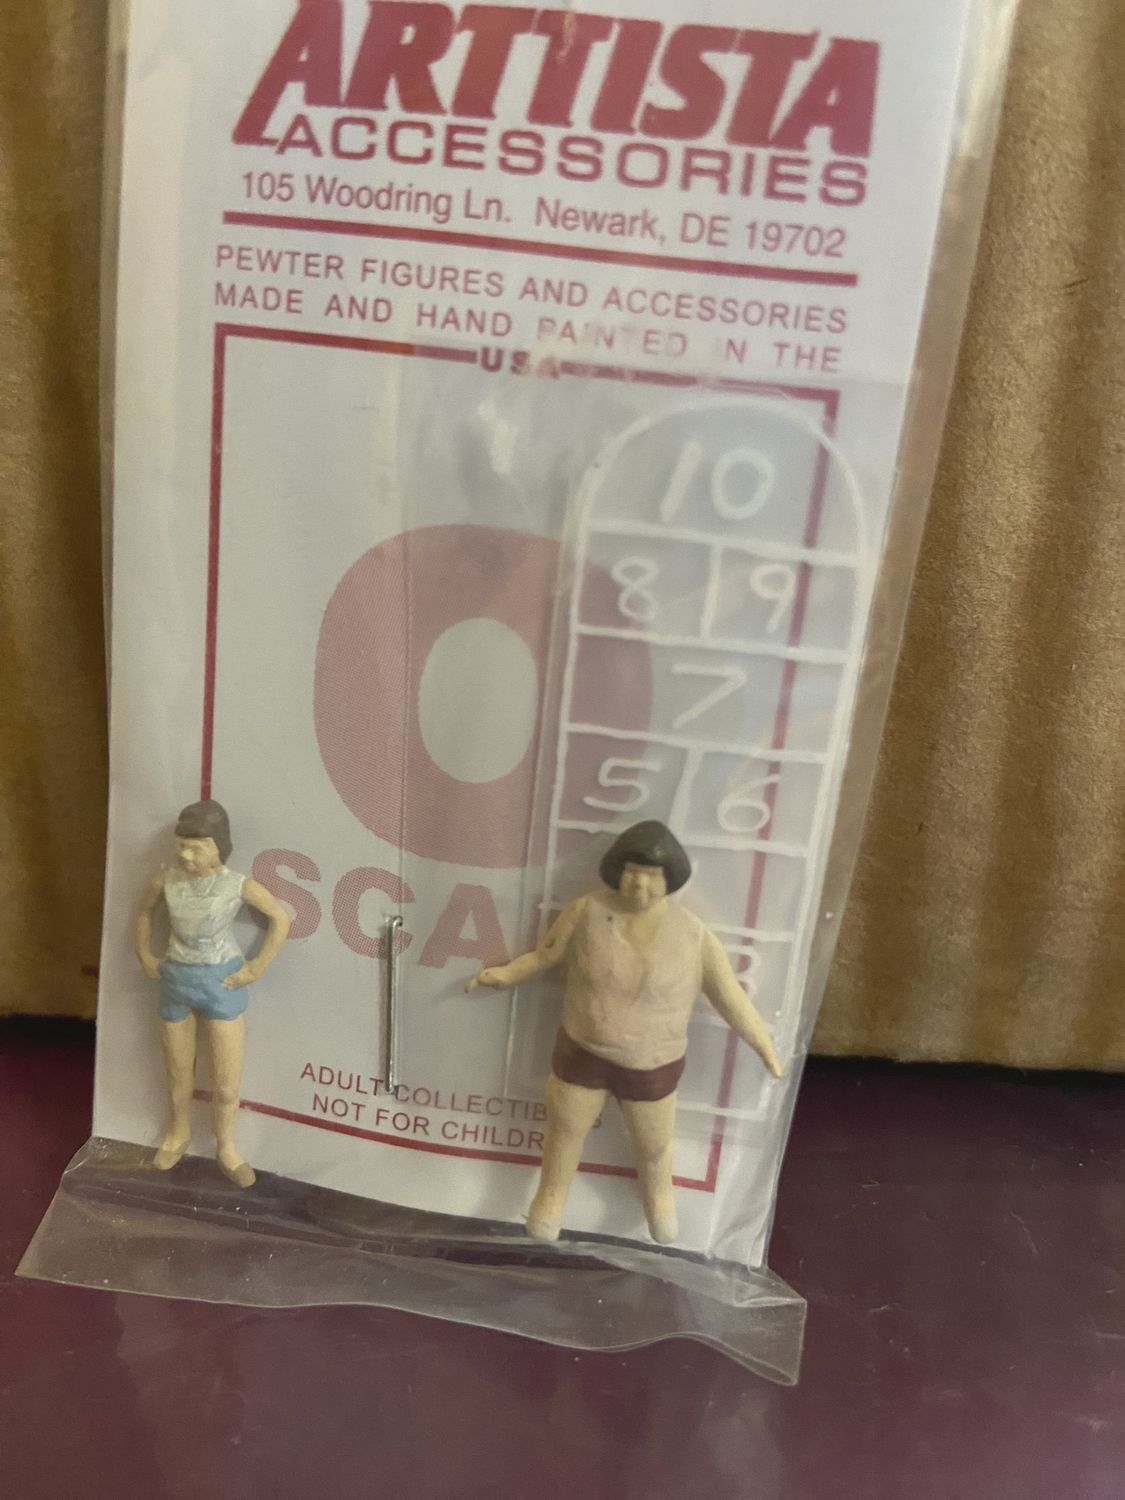 ARTTISTA
ACCESSORIES
105 Woodring Ln. Newark, DE 19702
PEWTER FIGURES AND ACCESSORIES
MADE AND HAND PAINTED IN THE
USA
10
8 9
7
5 6
3
O
ADULT COLLECTIB
NOT FOR CHILDR